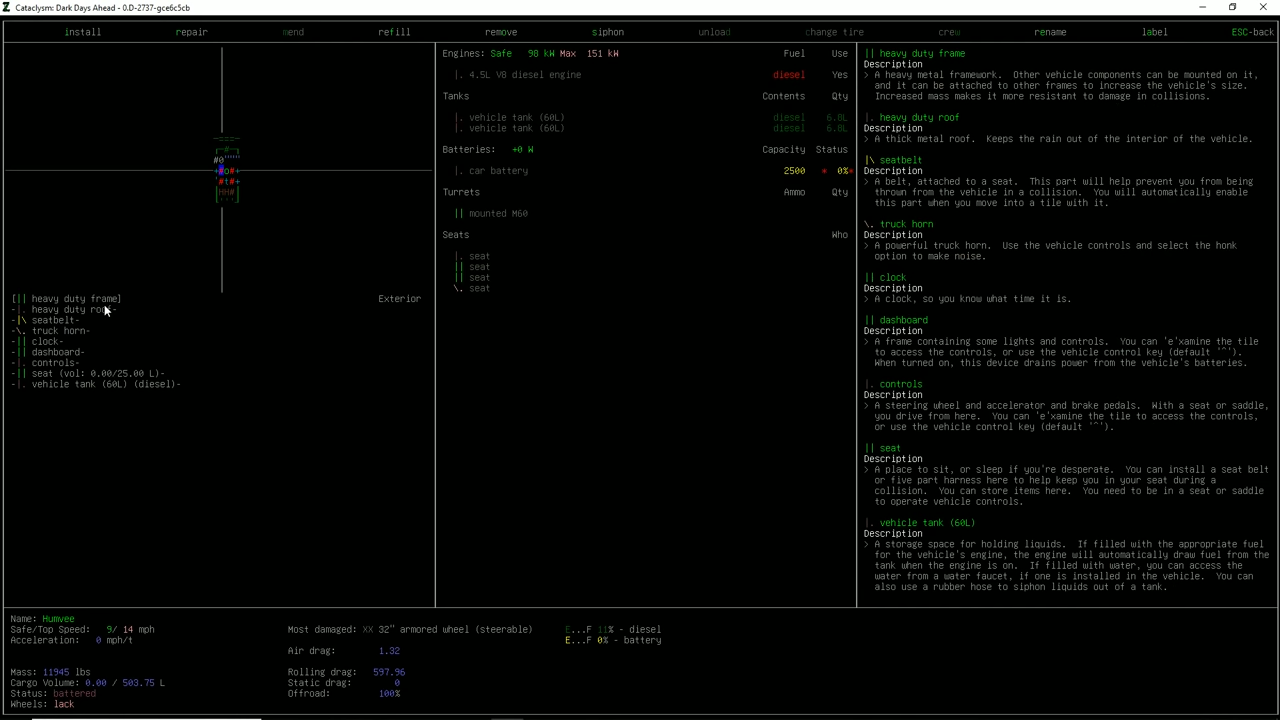 Cataclysm: Dark Days Ahead - 0.D-2737-gce6c5cb
install repair mend refill remove siphon unload change tire crew rename label ESC-back
Engines: Safe 98 kW Max 151 kW Fuel Use
|. 4.5L V8 diesel engine diesel Yes
Tanks Contents Qty
|. vehicle tank (60L) diesel 6.8L
|| vehicle tank (60L) diesel 6.8L
Batteries: +0 W Capacity Status
|. car battery 2500 * 0%*
Turrets Ammo Qty
|| mounted M60
Seats Who
|. seat
|| seat
|| seat
\. seat
[|| heavy duty frame] Exterior
-|. heavy duty roof-
-|\ seatbelt-
-\. truck horn-
-|| clock-
-|| dashboard-
-|. controls-
-|| seat (vol: 0.00/25.00 L)-
-|. vehicle tank (60L) (diesel)-
|| heavy duty frame
Description
> A heavy metal framework. Other vehicle components can be mounted on it,
and it can be attached to other frames to increase the vehicle's size.
Increased mass makes it more resistant to damage in collisions.
|. heavy duty roof
Description
> A thick metal roof. Keeps the rain out of the interior of the vehicle.
|\ seatbelt
Description
> A belt, attached to a seat. This part will help prevent you from being
thrown from the vehicle in a collision. You will automatically enable
this part when you move into a tile with it.
\. truck horn
Description
> A powerful truck horn. Use the vehicle controls and select the honk
option to make noise.
|| clock
Description
> A clock, so you know what time it is.
|| dashboard
Description
> A frame containing some lights and controls. You can 'e'xamine the tile
to access the controls, or use the vehicle control key (default '^').
When turned on, this device drains power from the vehicle's batteries.
|. controls
Description
> A steering wheel and accelerator and brake pedals. With a seat or saddle,
you drive from here. You can 'e'xamine the tile to access the controls,
or use the vehicle control key (default '^').
|| seat
Description
> A place to sit, or sleep if you're desperate. You can install a seat belt
or five part harness here to help keep you in your seat during a
collision. You can store items here. You need to be in a seat or saddle
to operate vehicle controls.
|. vehicle tank (60L)
Description
> A storage space for holding liquids. If filled with the appropriate fuel
for the vehicle's engine, the engine will automatically draw fuel from the
tank when the engine is on. If filled with water, you can access the
water from a water faucet, if one is installed in the vehicle. You can
also use a rubber hose to siphon liquids out of a tank.
Name: Humvee
Safe/Top Speed: 9/ 14 mph Most damaged: XX 32" armored wheel (steerable) E...F 11% - diesel
Acceleration: 0 mph/t E...F 0% - battery
Air drag: 1.32
Mass: 11945 lbs Rolling drag: 597.96
Cargo Volume: 0.00 / 503.75 L Static drag: 0
Status: battered Offroad: 100%
Wheels: lack